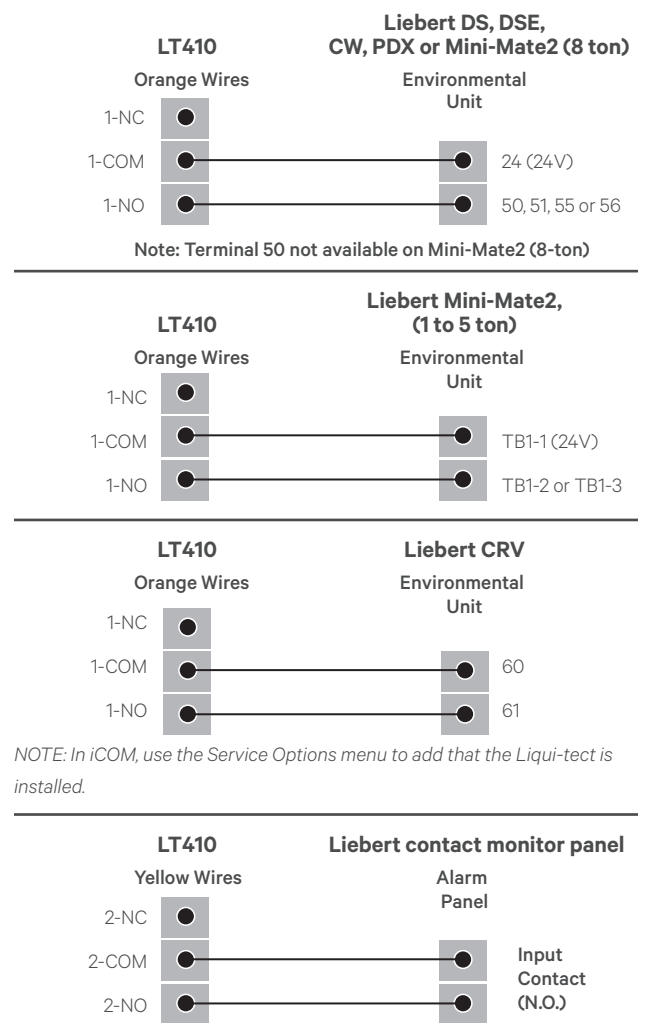 Liebert DS, DSE,
LT410 CW, PDX or Mini-Mate2 (8 ton)
Orange Wires Environmental
Unit
1-NC
1-COM 24 (24V)
1-NO 50, 51, 55 or 56
Note: Terminal 50 not available on Mini-Mate2 (8-ton)
Liebert Mini-Mate2,
LT410 (1 to 5 ton)
Orange Wires Environmental
Unit
1-NC
1-COM TB1-1 (24V)
1-NO TB1-2 or TB1-3
LT410 Liebert CRV
Orange Wires Environmental
Unit
1-NC
1-COM 60
1-NO 61
NOTE: In iCOM, use the Service Options menu to add that the Liqui-tect is
installed.
LT410 Liebert contact monitor panel
Yellow Wires Alarm
Panel
2-NC
2-COM Input
Contact
2-NO (N.O.)